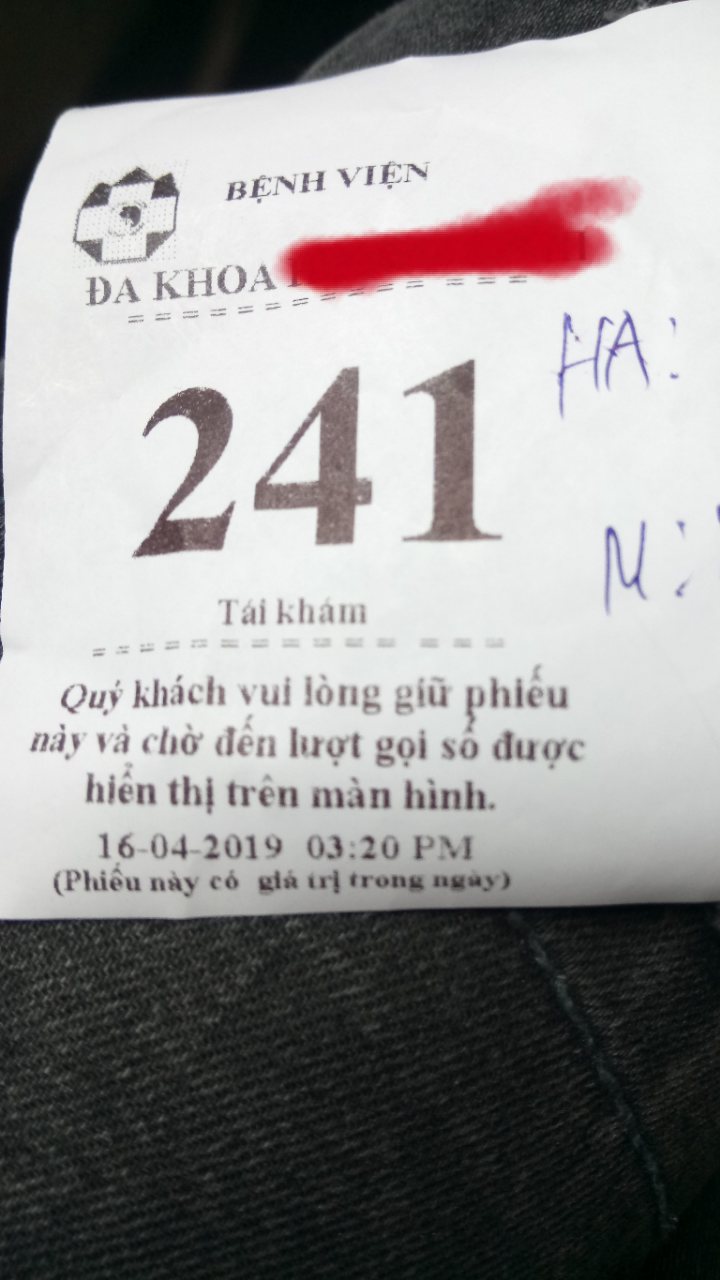 BỆNH VIỆN
ĐA KHOA
241
HA:
M:
Tái khám
Quý khách vui lòng giữ phiếu
này và chờ đến lượt gọi số được
hiển thị trên màn hình.
16-04-2019 03:20 PM
(Phiếu này có giá trị trong ngày)